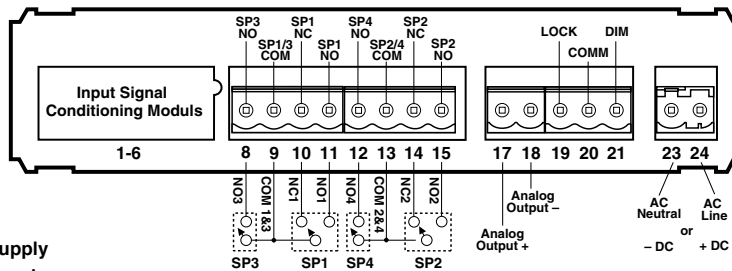 SP3 NO
SP1/3 COM
SP1 NC
SP1 NO
SP4 NO
SP2/4 COM
SP2 NC
SP2 NO
LOCK
COMM
DIM
Input Signal
Conditioning Moduls
1-6
8 9 10 11 12 13 14 15 17 18 19 20 21 23 24
NO3
COM 1&3
NC1
NO1
NO4
COM 2&4
NC2
NO2
Analog
Output –
Analog
Output +
AC
Neutral
– DC
or
AC
Line
+ DC
SP3 SP1 SP4 SP2
upply